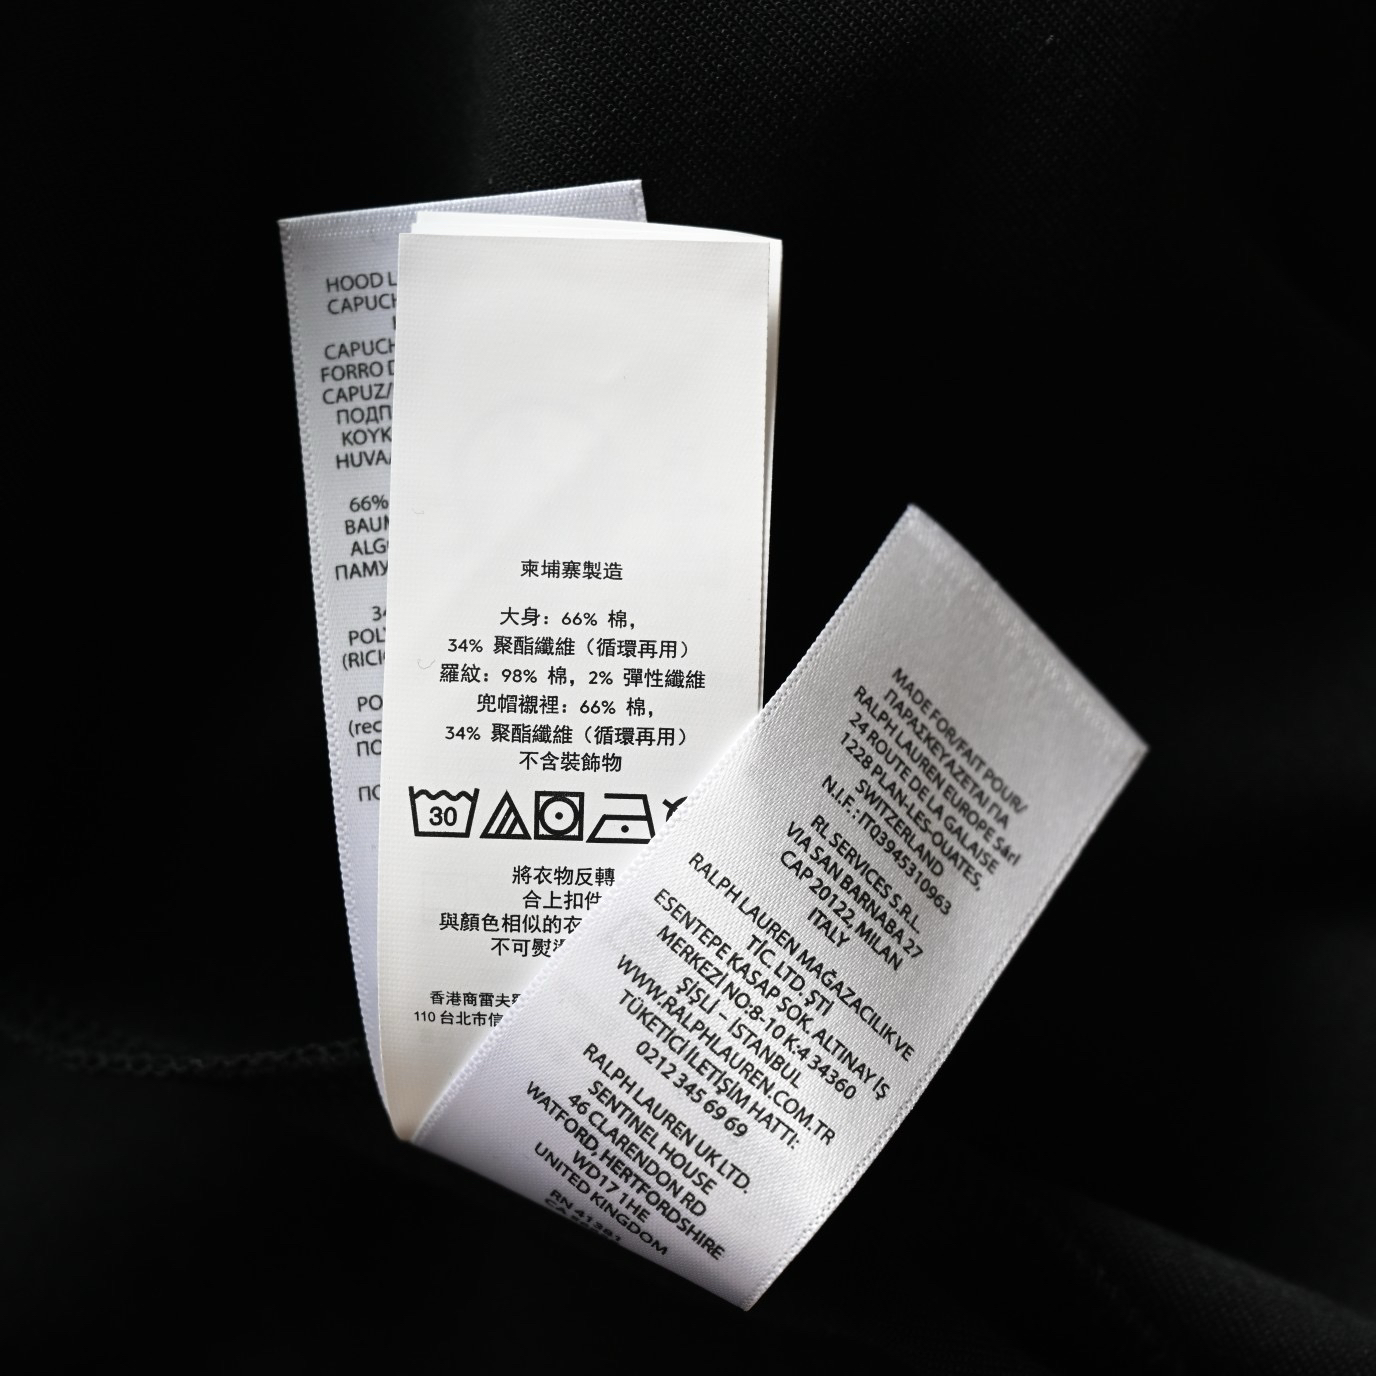 HOOD L
CAPUCH
CAPUCH
FORRO D
CAPUZ/
ПОДП
ΚΟΥΚ
HUVA
66%
BAUM
ALG
ПАМУ
34
POLY
(RICI
PO
(rec
ПО
ПО
柬埔寨製造
大身: 66% 棉,
34% 聚酯纖維 (循環再用)
羅紋: 98% 棉, 2% 彈性纖維
兜帽襯裡: 66% 棉,
34% 聚酯纖維 (循環再用)
不含裝飾物
30
將衣物反轉
合上扣件
與顏色相似的衣
不可熨
香港商雷夫
110 台北市信
MADE FOR/FAIT POUR/
ΠΑΡΑΣΚΕΥΑΖΕΤΑΙ ΓΙΑ
RALPH LAUREN EUROPE Sárl
24 ROUTE DE LA GALAISE
1228 PLAN-LES-OUATES,
SWITZERLAND
N.I.F.:IT03945310963
RL SERVICES S.R.L.
VIA SAN BARNABA 27
CAP 20122, MILAN
ITALY
RALPH LAUREN MAĞAZACILIK VE
TİC. LTD. ŞTİ
ESENTEPE KASAP SOK. ALTINAY İŞ
MERKEZİ NO:8-10 K:4 34360
ŞİŞLİ – İSTANBUL
WWW.RALPHLAUREN.COM.TR
TÜKETİCİ İLETİŞİM HATTI:
0212 345 69 69
RALPH LAUREN UK LTD.
SENTINEL HOUSE
46 CLARENDON RD
WATFORD, HERTFORDSHIRE
WD17 1HE
UNITED KINGDOM
RN 41381
CA